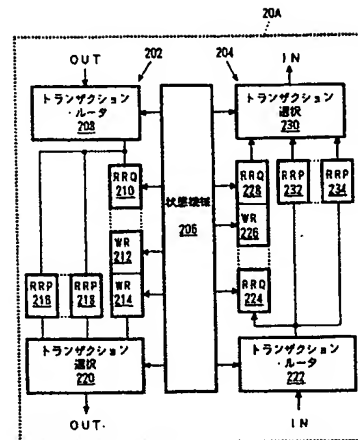 20A
OUT
202
204
IN
トランザクション
・ルータ
208
トランザクション
選択
230
RRQ
210
状態機械
206
RRQ
228
WR
226
RRP
232
RRP
234
WR
212
WR
214
RRP
216
RRP
218
RRQ
224
トランザクション
選択
220
トランザクション
・ルータ
222
OUT.
IN